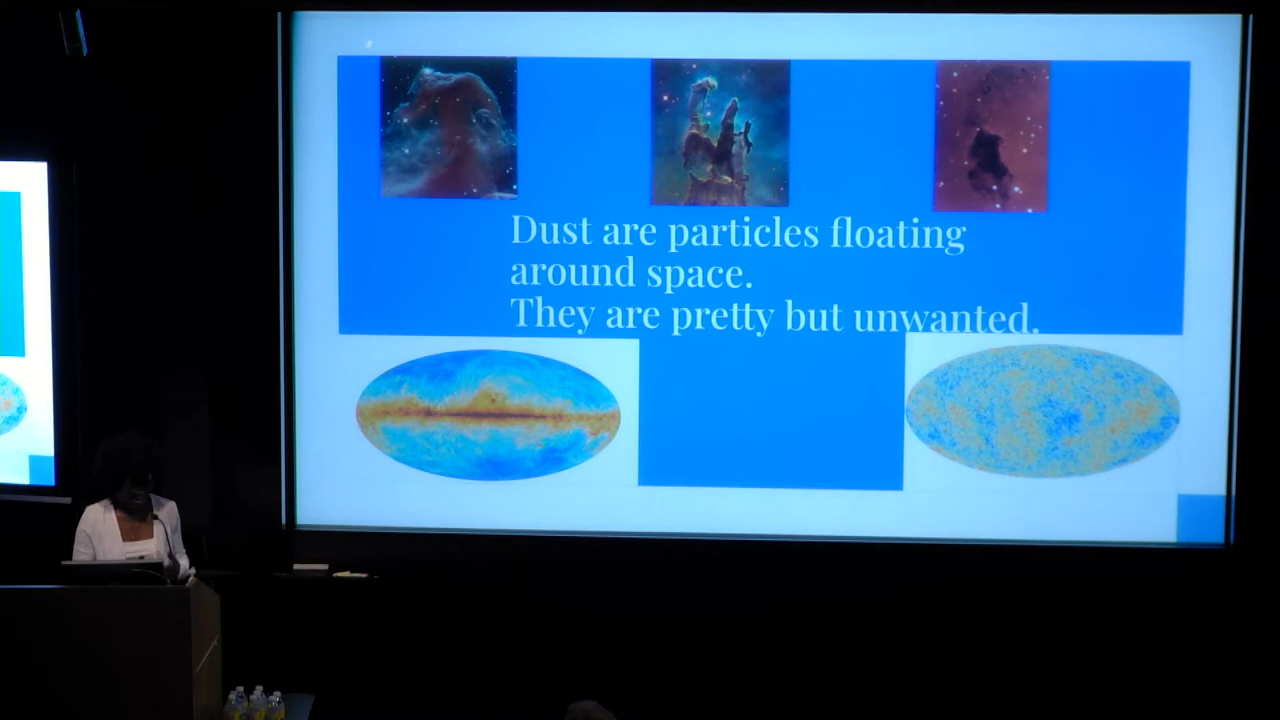 Dust are particles floating
around space.
They are pretty but unwanted.